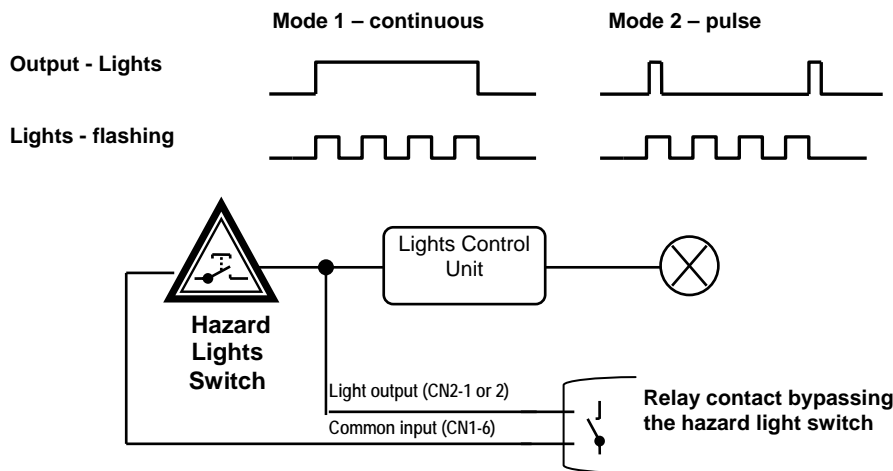 Mode 1 – continuous
Mode 2 – pulse
Output - Lights
Lights - flashing
Lights Control
Unit
Hazard
Lights
Switch
Light output (CN2-1 or 2)
Common input (CN1-6)
Relay contact bypassing
the hazard light switch